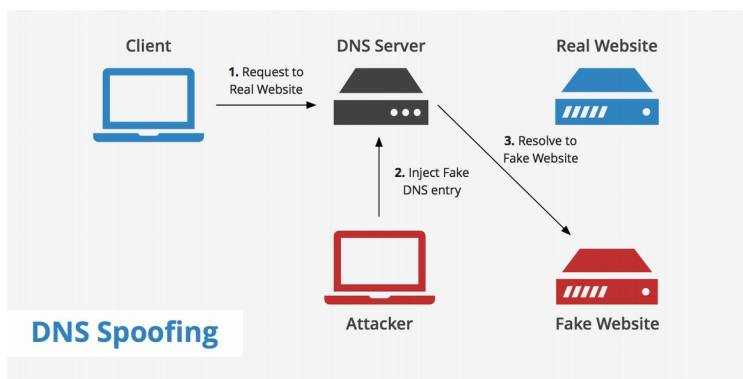 Client
DNS Server
Real Website
1. Request to
Real Website
3. Resolve to
Fake Website
2. Inject Fake
DNS entry
Attacker
Fake Website
DNS Spoofing